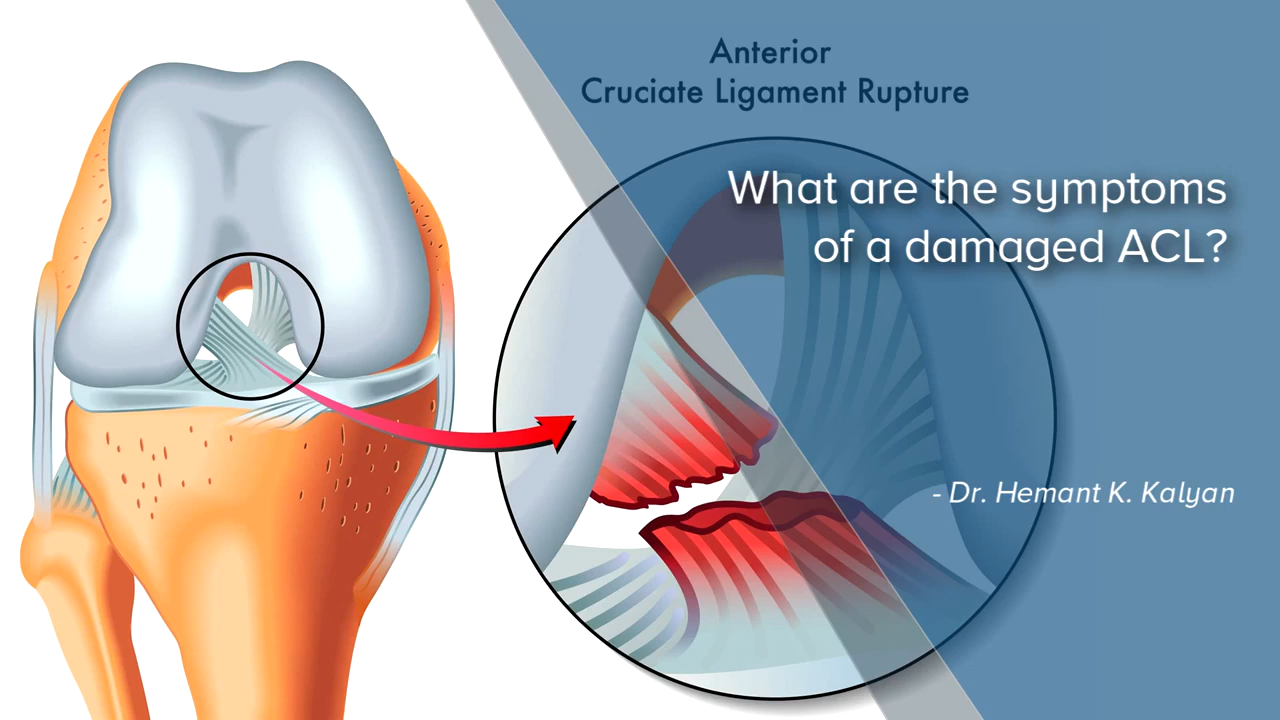 Anterior
Cruciate Ligament Rupture
What are the symptoms
of a damaged ACL?
- Dr. Hemant K. Kalyan